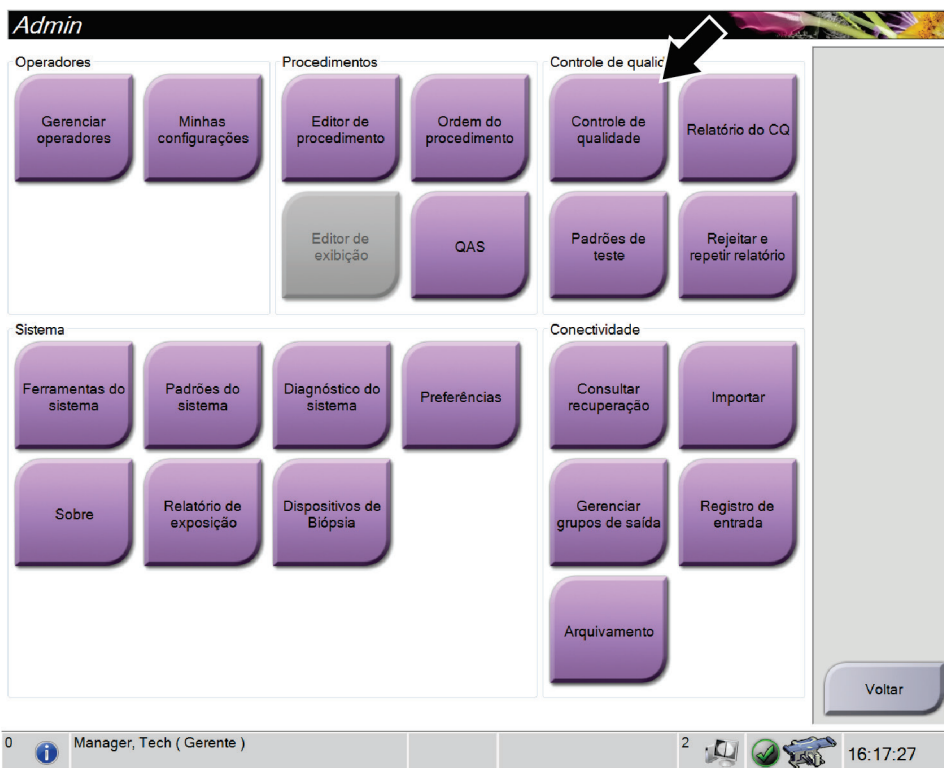 Admin
Operadores
Gerenciar
operadores
Minhas
configurações
Procedimentos
Editor de
procedimento
Ordem do
procedimento
Editor de
exibição
QAS
Controle de
Controle de
qualidade
Relatório do CQ
Padrões de
teste
Rejeitar e
repetir relatório
Sistema
Ferramentas do
sistema
Padrões do
sistema
Diagnóstico do
sistema
Preferências
Sobre
Relatório de
exposição
Dispositivos de
Biópsia
Conectividade
Consultar
recuperação
Importar
Gerenciar
grupos de saída
Registro de
entrada
Arquivamento
Voltar
0
Manager, Tech ( Gerente )
2
16:17:27